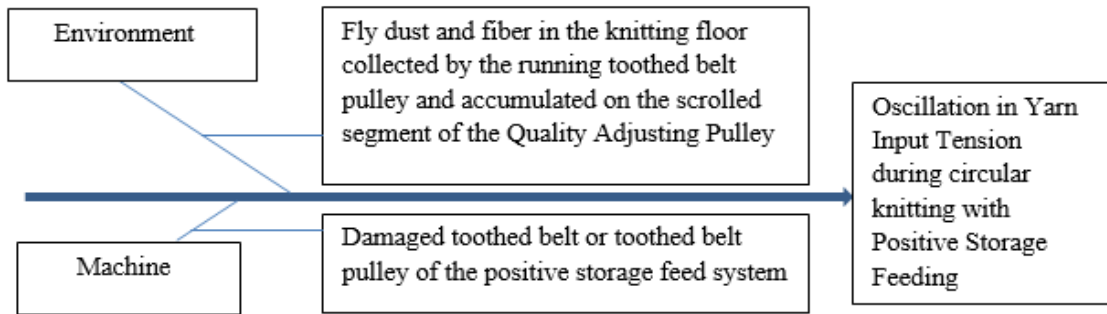 Environment
Fly dust and fiber in the knitting floor
collected by the running toothed belt
pulley and accumulated on the scrolled
segment of the Quality Adjusting Pulley
Oscillation in Yarn
Input Tension
during circular
knitting with
Positive Storage
Feeding
Machine
Damaged toothed belt or toothed belt
pulley of the positive storage feed system